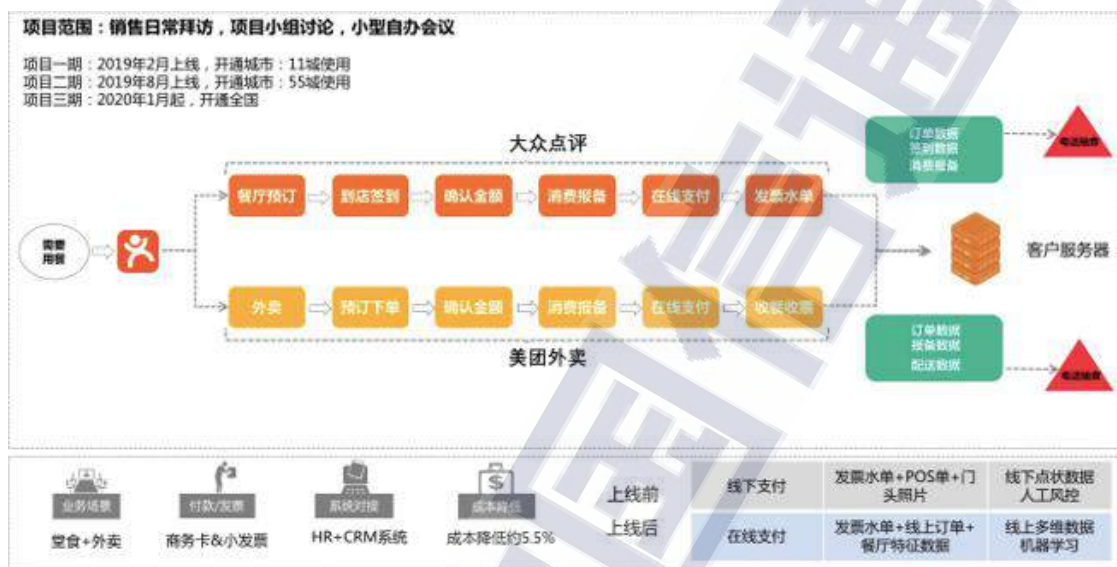 项目范围：销售日常拜访，项目小组讨论，小型自办会议
项目一期：2019年2月上线，开通城市：11城使用
项目二期：2019年8月上线，开通城市：55城使用
项目三期：2020年1月起，开通全国
大众点评
订单数据
签到数据
消费报备
餐厅预订
到店签到
确认金额
消费报备
在线支付
发票水单
需要
用餐
客户服务器
外卖
预订下单
确认金额
消费报备
在线支付
收餐收票
美团外卖
订单数据
报备数据
配送数据
业务场景
付款/发票
系统对接
成本降低
堂食+外卖
商务卡&小发票
HR+CRM系统
成本降低约5.5%
上线前
线下支付
发票水单+POS单+门
头照片
线下点状数据
人工风控
上线后
在线支付
发票水单+线上订单+
餐厅特征数据
线上多维数据
机器学习